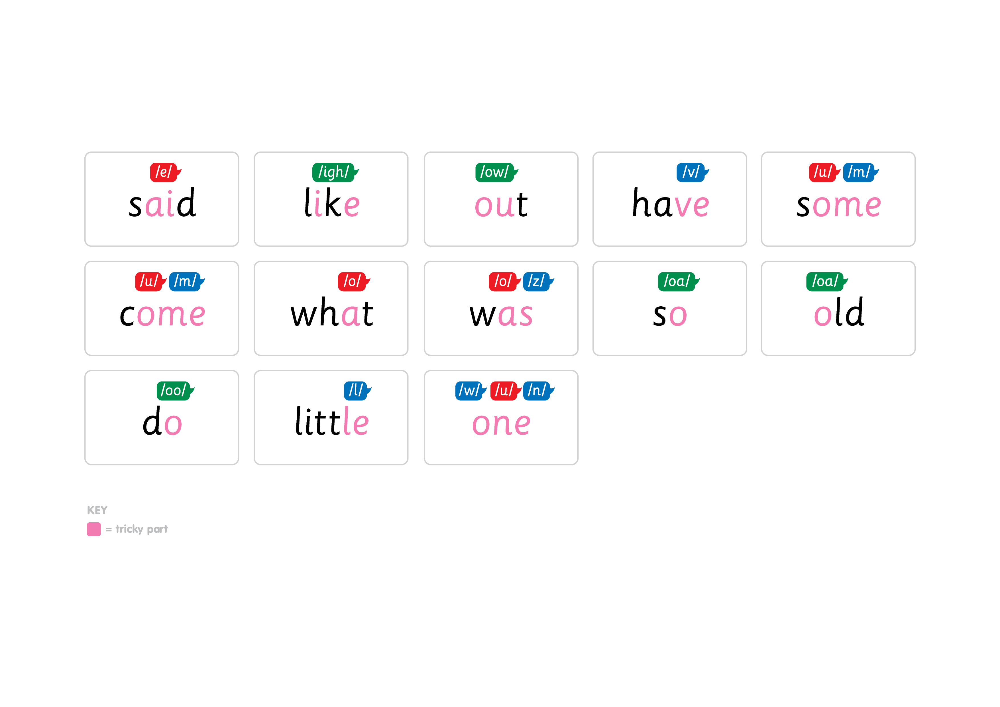 /e/ /igh/ /ow/ /v/ /u/ /m/
said like out have some
/u/ /m/ /o/ /o/ /z/ /oa/ /oa/
come what was so old
/oo/ /l/ /w/ /u/ /n/
do little one
KEY
= tricky part